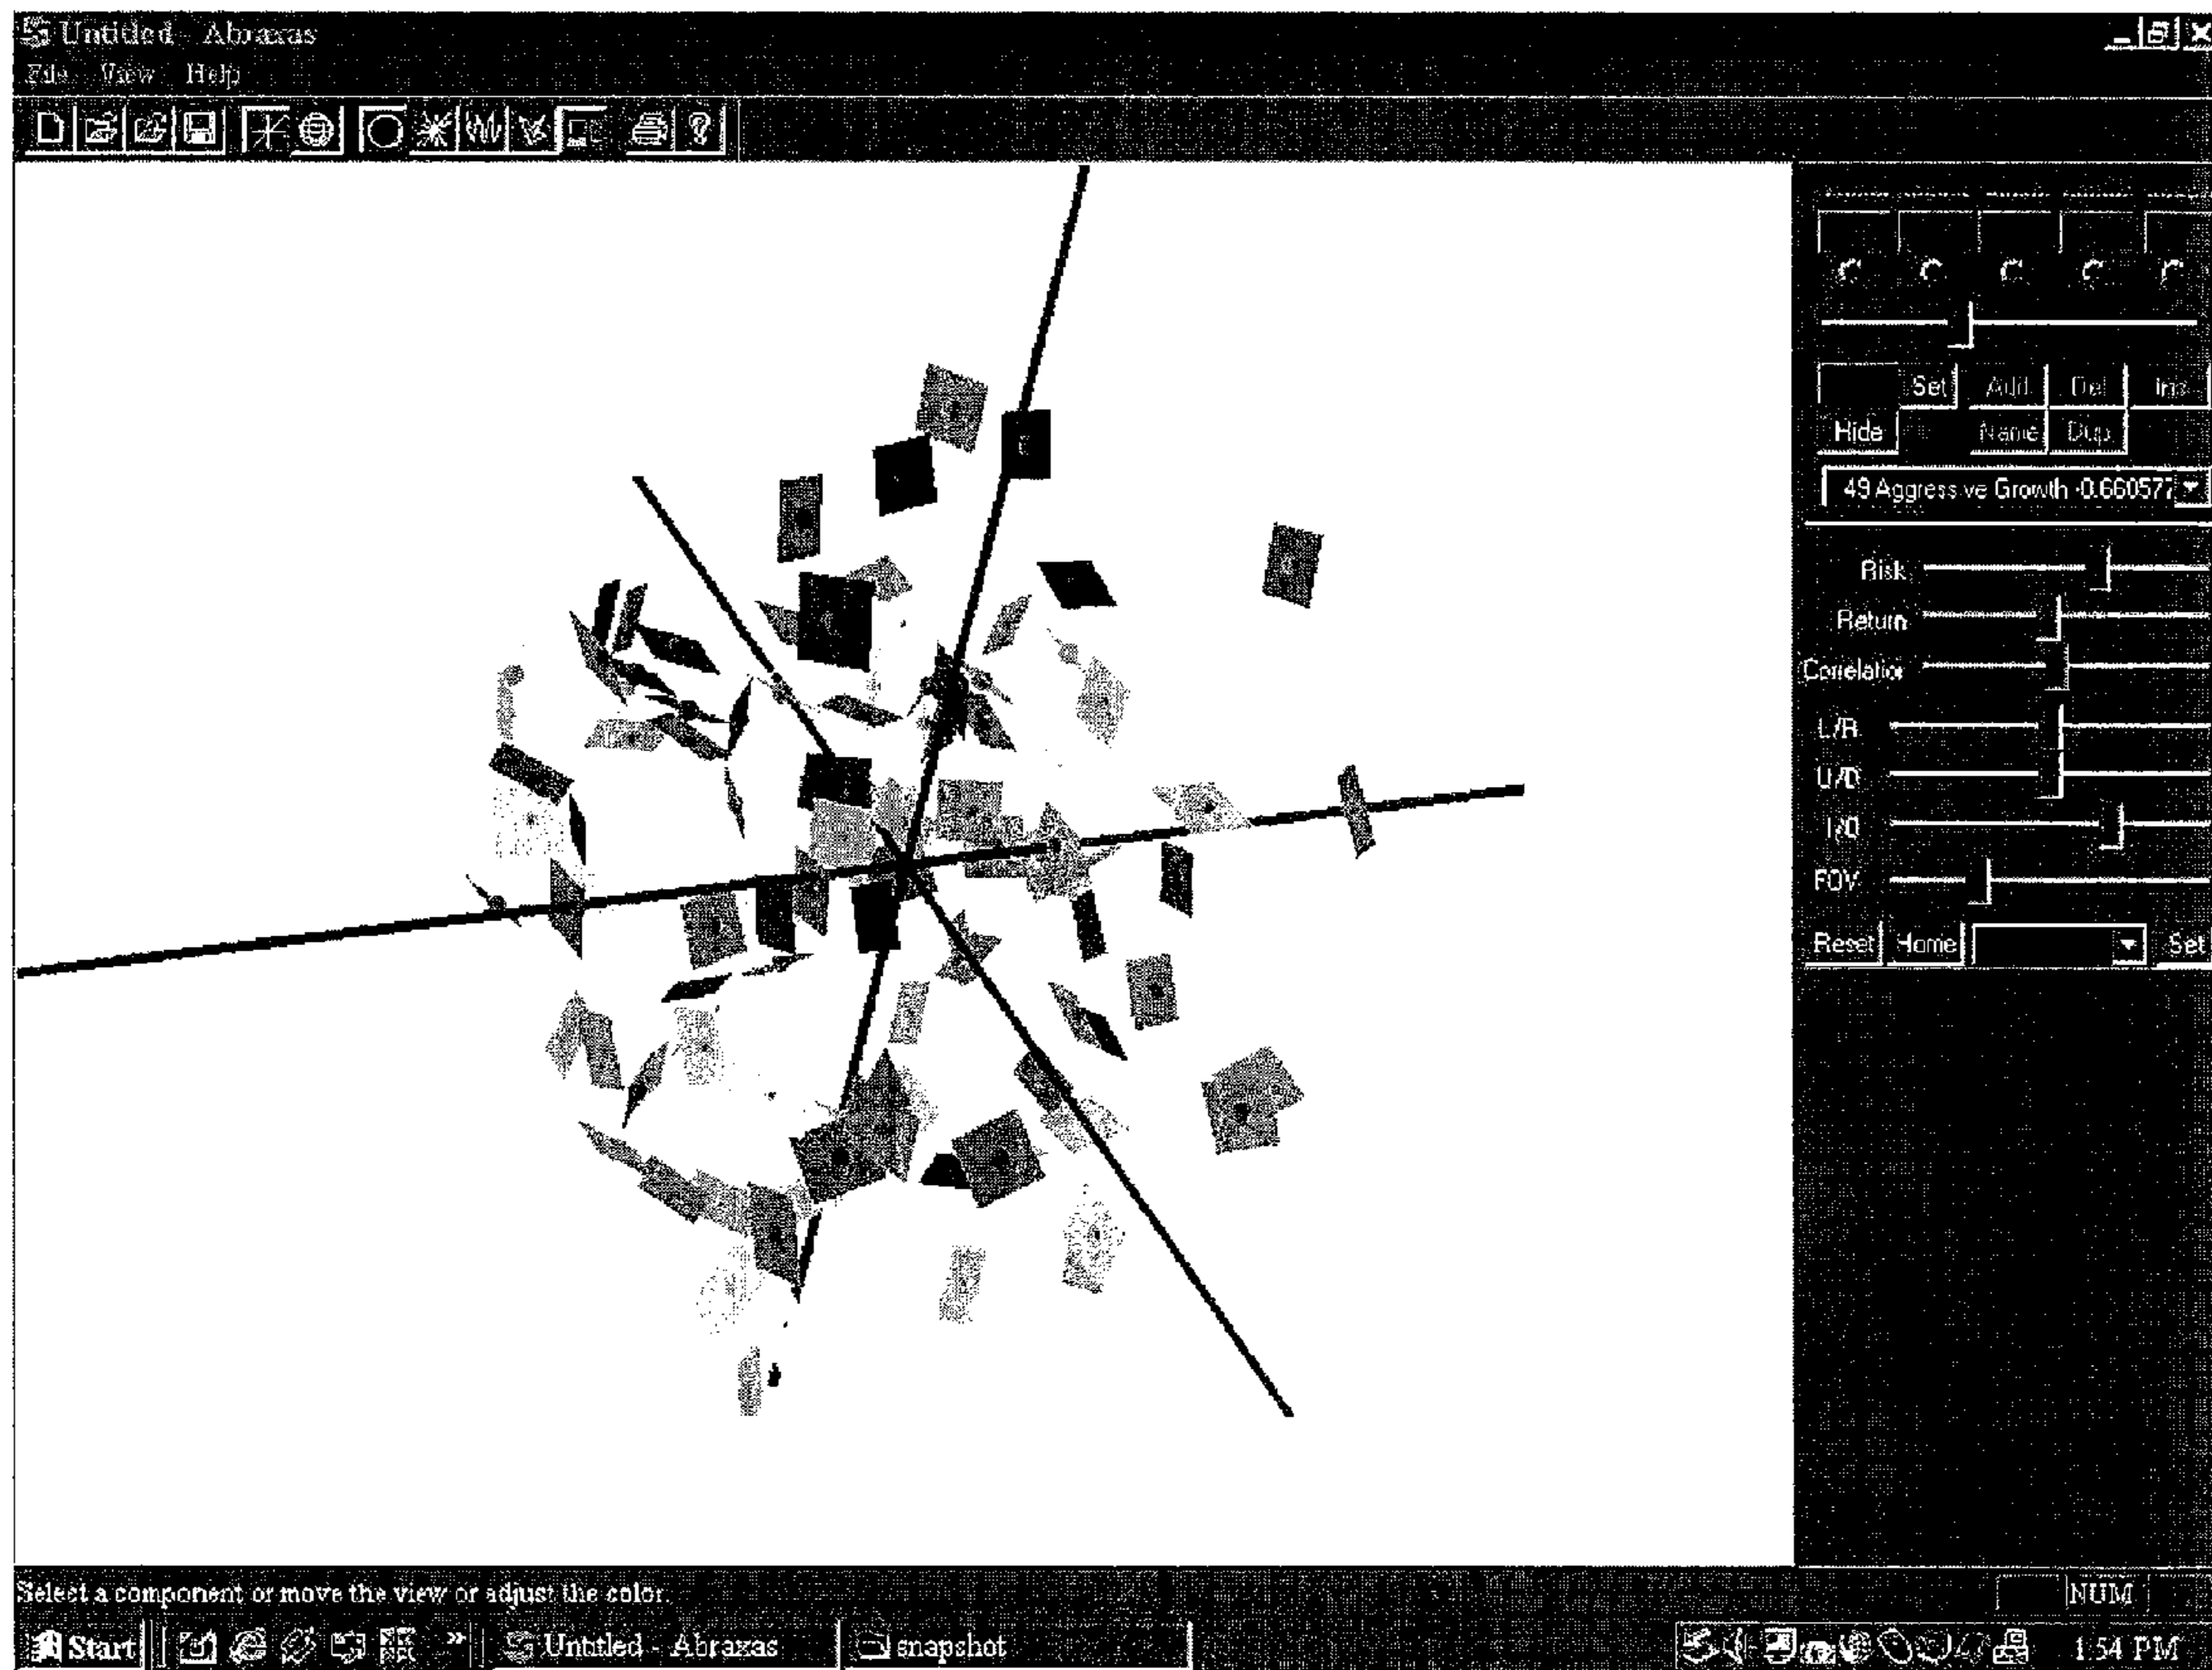 Untitled - Abraxas
File View Help
Set Add Del Ins
Hide Name Dup
49 Aggressive Growth -0.660577
Risk
Return
Correlation
L/R
U/D
I/O
FOV
Reset Home Set
Select a component or move the view or adjust the color.
NUM
Start » Untitled - Abraxas snapshot 1:54 PM